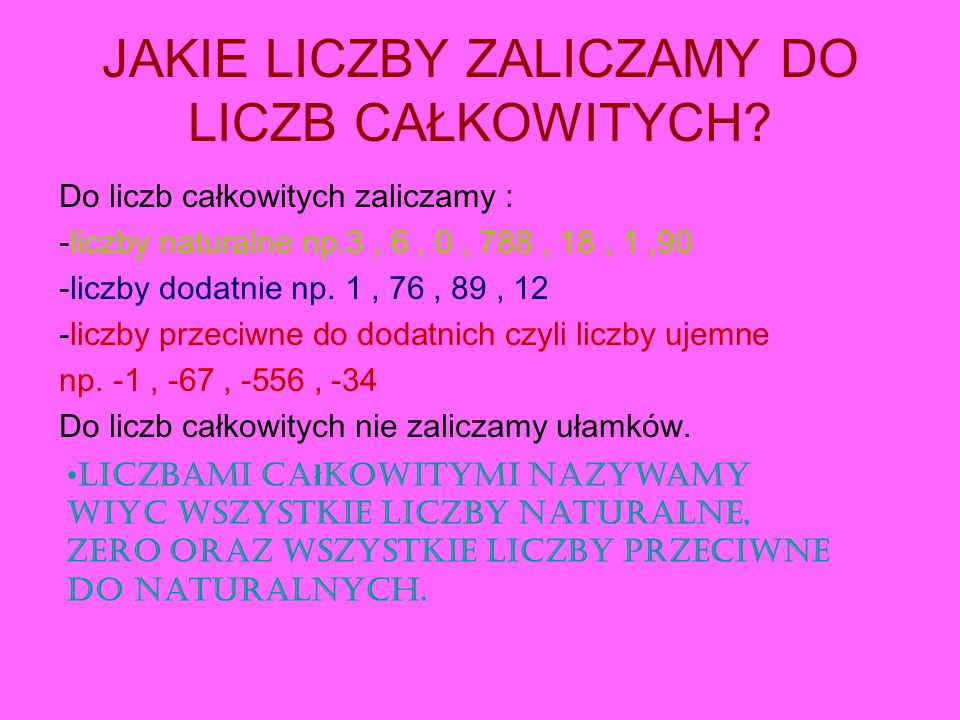 JAKIE LICZBY ZALICZAMY DO
LICZB CAŁKOWITYCH?
Do liczb całkowitych zaliczamy :
-liczby naturalne np.3 , 6 , 0 , 788 , 18 , 1 ,90
-liczby dodatnie np. 1 , 76 , 89 , 12
-liczby przeciwne do dodatnich czyli liczby ujemne
np. -1 , -67 , -556 , -34
Do liczb całkowitych nie zaliczamy ułamków.
•LICZBAMI CAłKOWITYMI NAZYWAMY
WIYC WSZYSTKIE LICZBY NATURALNE,
ZERO ORAZ WSZYSTKIE LICZBY PRZECIWNE
DO NATURALNYCH.